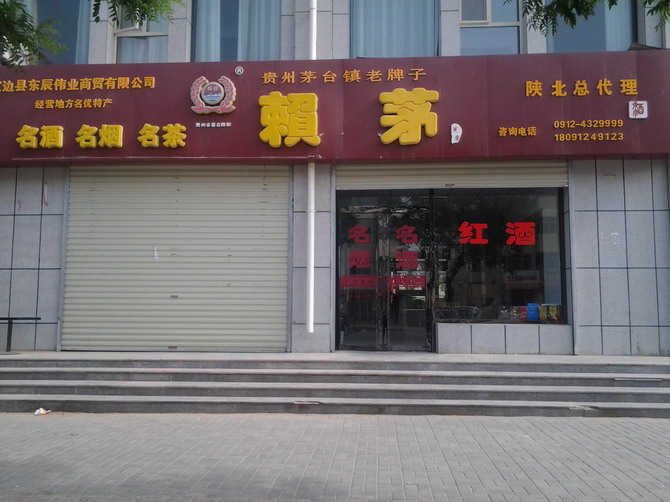 边县东辰伟业商贸有限公司
经营地方名优特产
名酒 名烟 名茶
®
贵州茅台镇老牌子
賴茅
陕北总代理
咨询电话
0912-4329999
18091249123
名烟
名酒
红酒